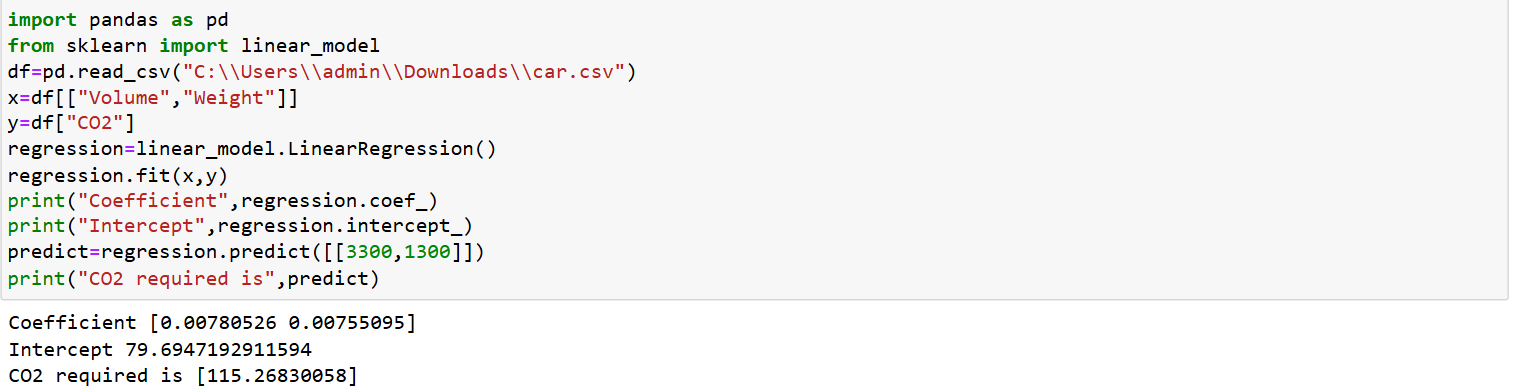 import pandas as pd
from sklearn import linear_model
df=pd.read_csv("C:\\Users\\admin\\Downloads\\car.csv")
x=df[["Volume","Weight"]]
y=df["CO2"]
regression=linear_model.LinearRegression()
regression.fit(x,y)
print("Coefficient",regression.coef_)
print("Intercept",regression.intercept_)
predict=regression.predict([[3300,1300]])
print("CO2 required is",predict)
Coefficient [0.00780526 0.00755095]
Intercept 79.6947192911594
CO2 required is [115.26830058]